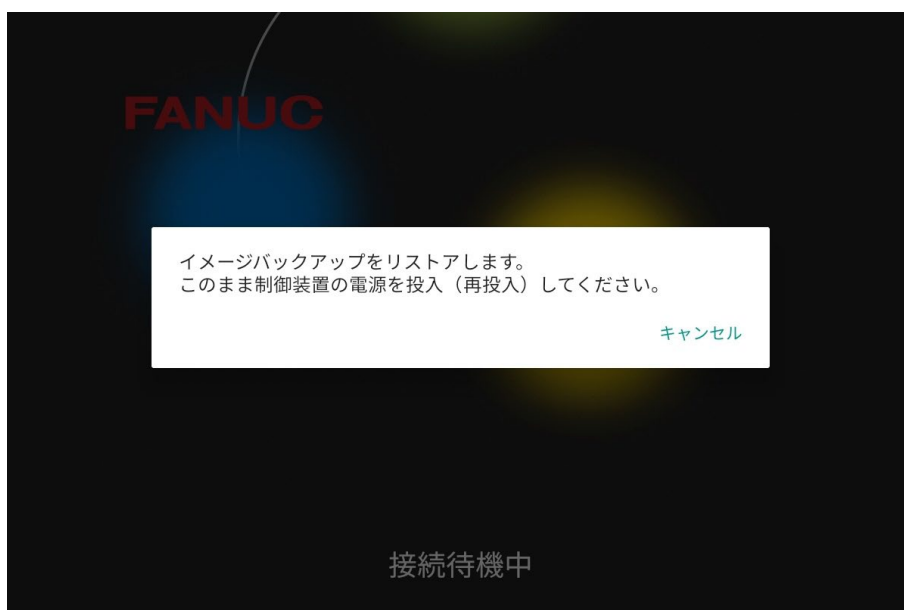 FANUC
イメージバックアップをリストアします。
このまま制御装置の電源を投入（再投入）してください。
キャンセル
接続待機中